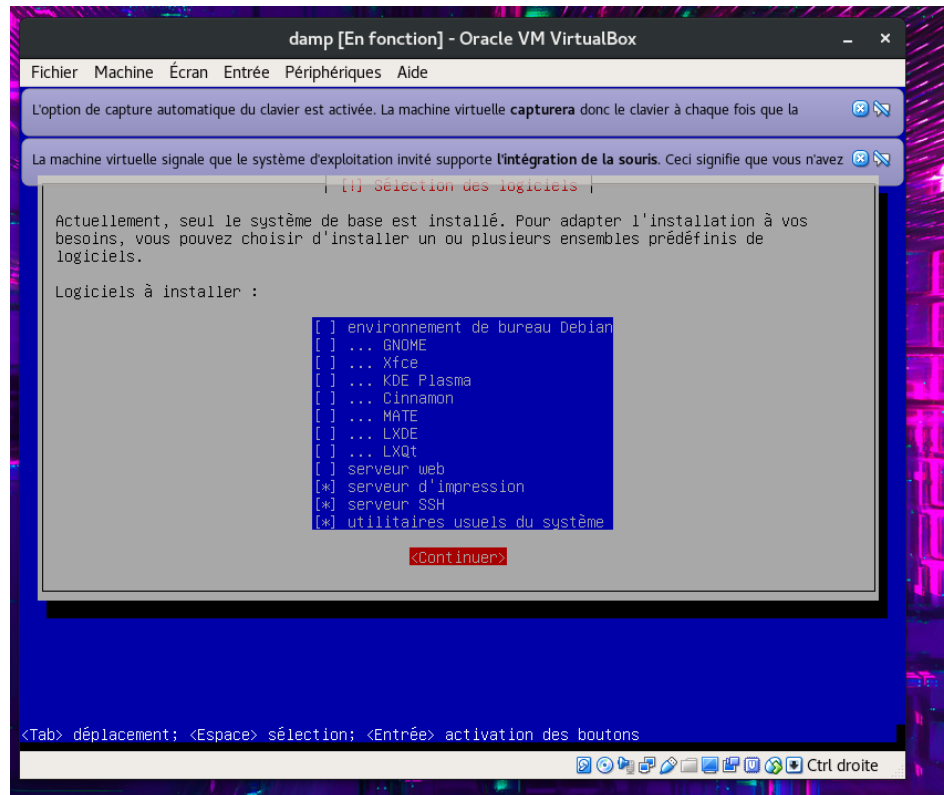 damp [En fonction] - Oracle VM VirtualBox
Fichier Machine Écran Entrée Périphériques Aide
L'option de capture automatique du clavier est activée. La machine virtuelle capturera donc le clavier à chaque fois que la
La machine virtuelle signale que le système d'exploitation invité supporte l'intégration de la souris. Ceci signifie que vous n'avez
[!] Sélection des logiciels
Actuellement, seul le système de base est installé. Pour adapter l'installation à vos
besoins, vous pouvez choisir d'installer un ou plusieurs ensembles prédéfinis de
logiciels.
Logiciels à installer :
[ ] environnement de bureau Debian
[ ] ... GNOME
[ ] ... Xfce
[ ] ... KDE Plasma
[ ] ... Cinnamon
[ ] ... MATE
[ ] ... LXDE
[ ] ... LXQt
[ ] serveur web
[*] serveur d'impression
[*] serveur SSH
[*] utilitaires usuels du système
<Continuer>
<Tab> déplacement; <Espace> sélection; <Entrée> activation des boutons
Ctrl droite